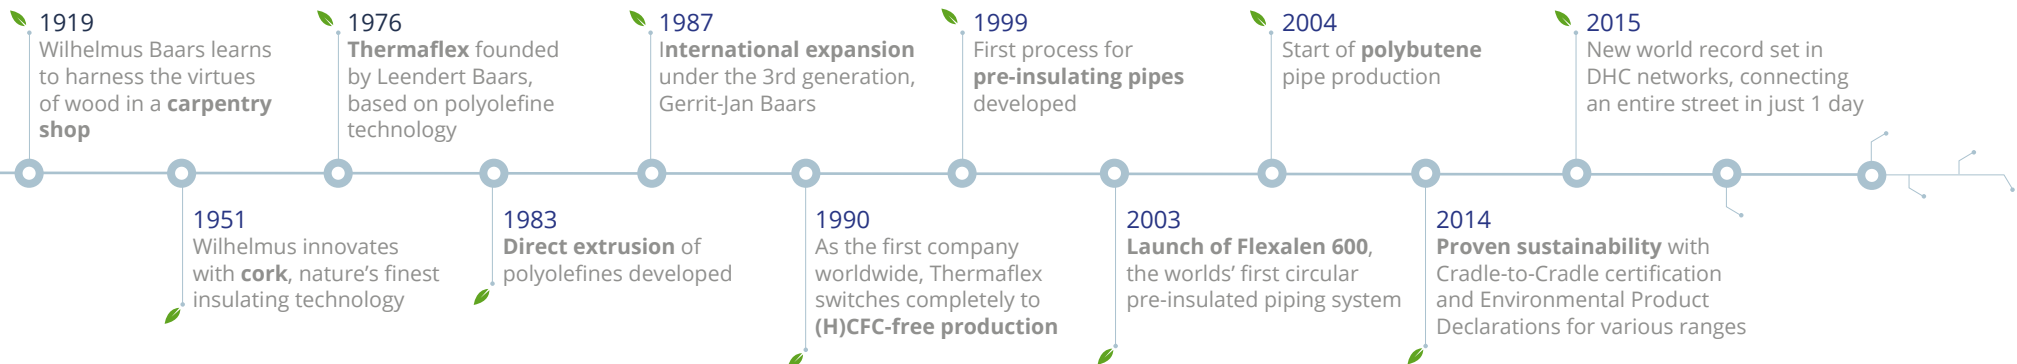 1919
Wilhelmus Baars learns
to harness the virtues
of wood in a carpentry
shop
1976
Thermaflex founded
by Leendert Baars,
based on polyolefine
technology
1987
International expansion
under the 3rd generation,
Gerrit-Jan Baars
1999
First process for
pre-insulating pipes
developed
2004
Start of polybutene
pipe production
2015
New world record set in
DHC networks, connecting
an entire street in just 1 day
1951
Wilhelmus innovates
with cork, nature’s finest
insulating technology
1983
Direct extrusion of
polyolefines developed
1990
As the first company
worldwide, Thermaflex
switches completely to
(H)CFC-free production
2003
Launch of Flexalen 600,
the worlds’ first circular
pre-insulated piping system
2014
Proven sustainability with
Cradle-to-Cradle certification
and Environmental Product
Declarations for various ranges